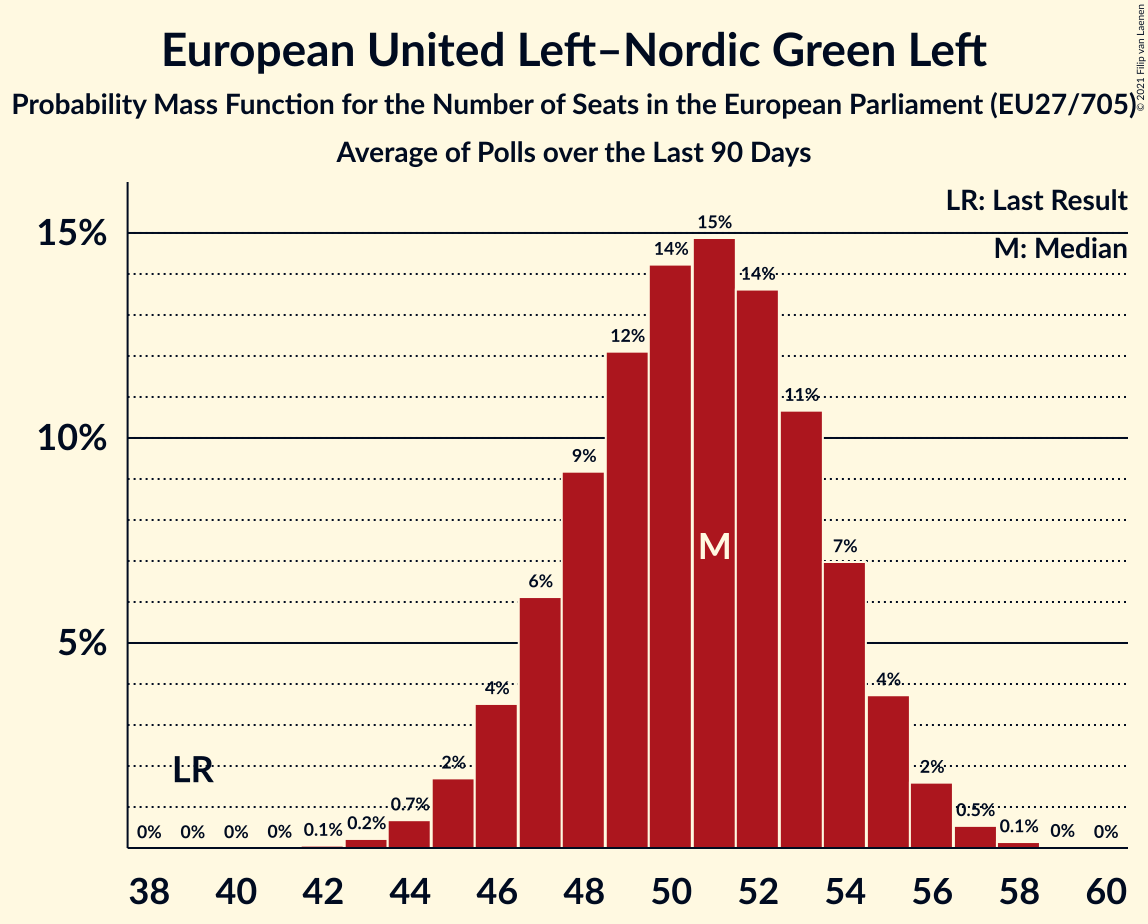 European United Left–Nordic Green Left
Probability Mass Function for the Number of Seats in the European Parliament (EU27/705)
Average of Polls over the Last 90 Days
© 2021 Filip van Laenen
LR: Last Result
M: Median
15%
10%
5%
0% 0% 0% 0% 0.1% 0.2% 0.7% 2% 4% 6% 9% 12% 14% 15% 14% 11% 7% 4% 2% 0.5% 0.1% 0% 0%
LR
M
38 40 42 44 46 48 50 52 54 56 58 60